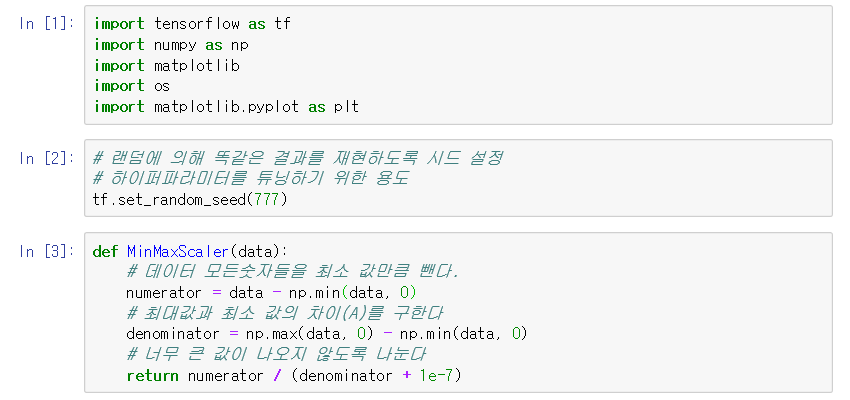 In [1]: import tensorflow as tf
import numpy as np
import matplotlib
import os
import matplotlib.pyplot as plt
In [2]: # 랜덤에 의해 똑같은 결과를 재현하도록 시드 설정
# 하이퍼파라미터를 튜닝하기 위한 용도
tf.set_random_seed(777)
In [3]: def MinMaxScaler(data):
# 데이터 모든숫자들을 최소 값만큼 뺀다.
numerator = data - np.min(data, 0)
# 최대값과 최소 값의 차이(A)를 구한다
denominator = np.max(data, 0) - np.min(data, 0)
# 너무 큰 값이 나오지 않도록 나눈다
return numerator / (denominator + 1e-7)